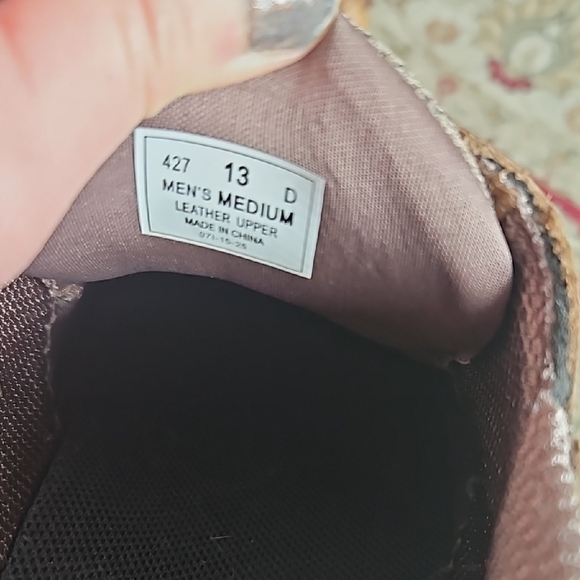 427 13 D
MEN'S MEDIUM
LEATHER UPPER
MADE IN CHINA